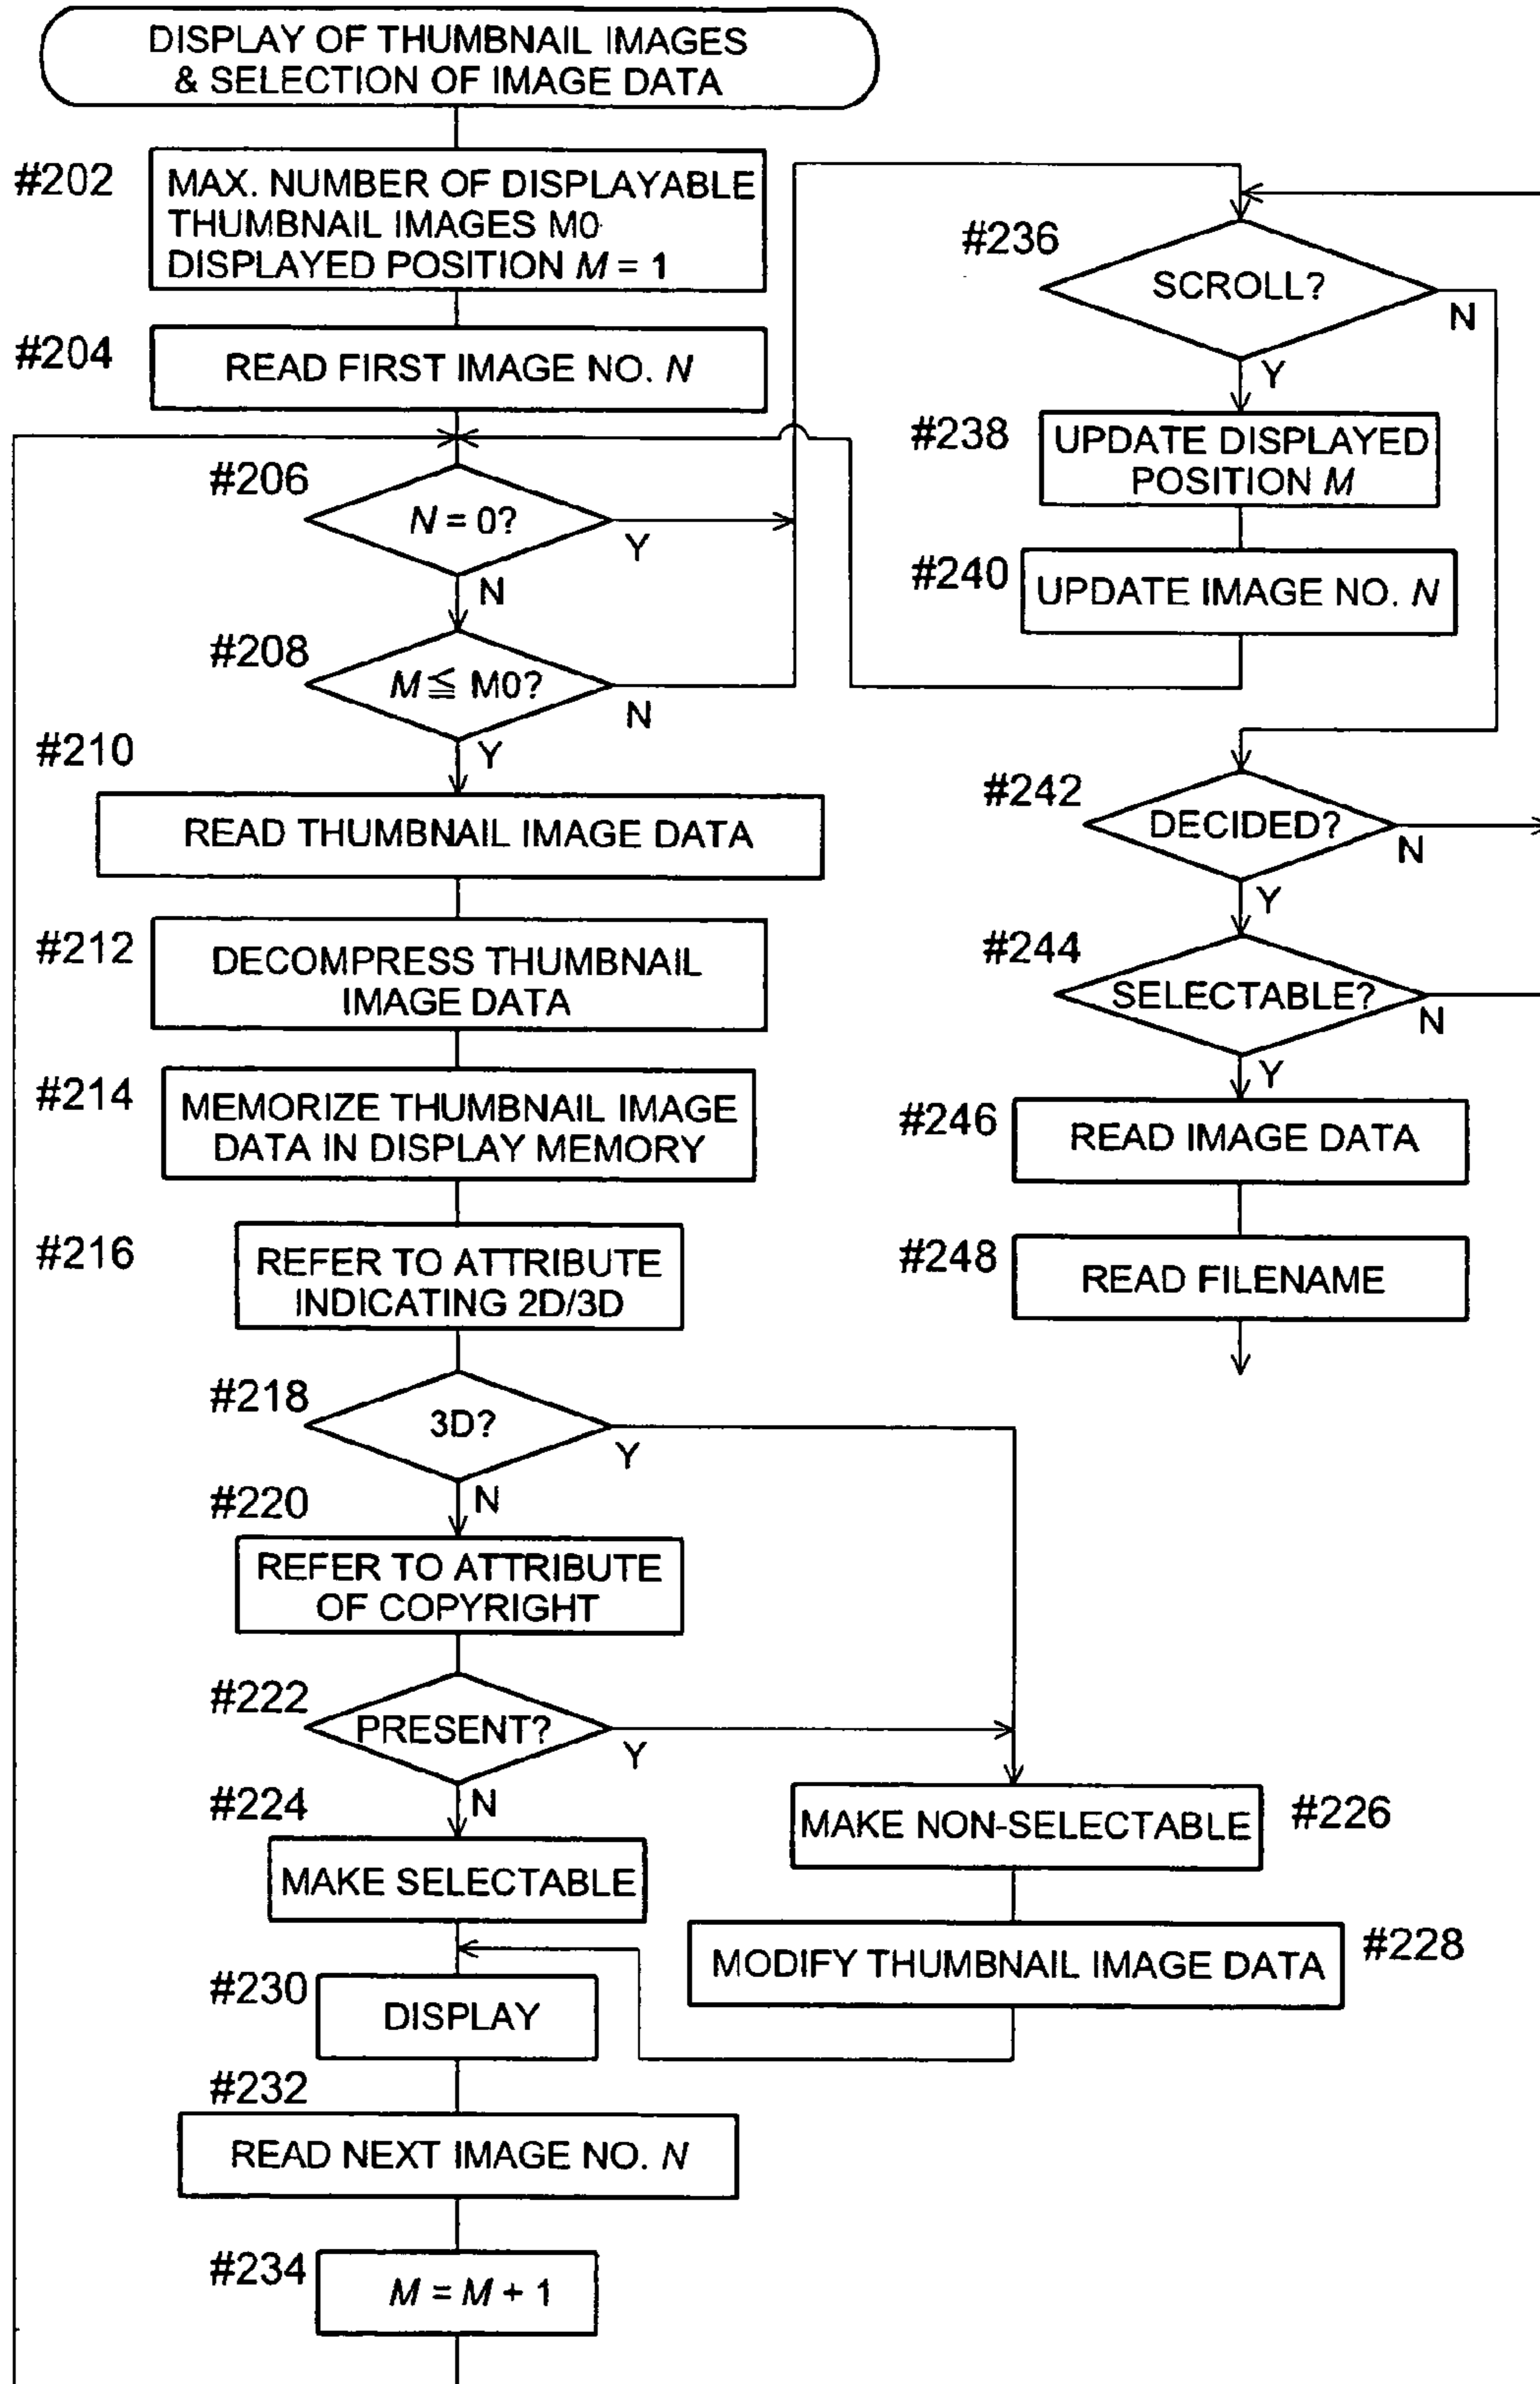 DISPLAY OF THUMBNAIL IMAGES
& SELECTION OF IMAGE DATA
#202
MAX. NUMBER OF DISPLAYABLE
THUMBNAIL IMAGES M0
DISPLAYED POSITION M = 1
#204
READ FIRST IMAGE NO. N
#206
N = 0?
Y
N
#208
M ≦ M0?
N
Y
#210
READ THUMBNAIL IMAGE DATA
#212
DECOMPRESS THUMBNAIL
IMAGE DATA
#214
MEMORIZE THUMBNAIL IMAGE
DATA IN DISPLAY MEMORY
#216
REFER TO ATTRIBUTE
INDICATING 2D/3D
#218
3D?
Y
N
#220
REFER TO ATTRIBUTE
OF COPYRIGHT
#222
PRESENT?
Y
N
#224
MAKE SELECTABLE
MAKE NON-SELECTABLE
#226
MODIFY THUMBNAIL IMAGE DATA
#228
#230
DISPLAY
#232
READ NEXT IMAGE NO. N
#234
M = M + 1
#236
SCROLL?
N
Y
#238
UPDATE DISPLAYED
POSITION M
#240
UPDATE IMAGE NO. N
#242
DECIDED?
N
Y
#244
SELECTABLE?
N
Y
#246
READ IMAGE DATA
#248
READ FILENAME